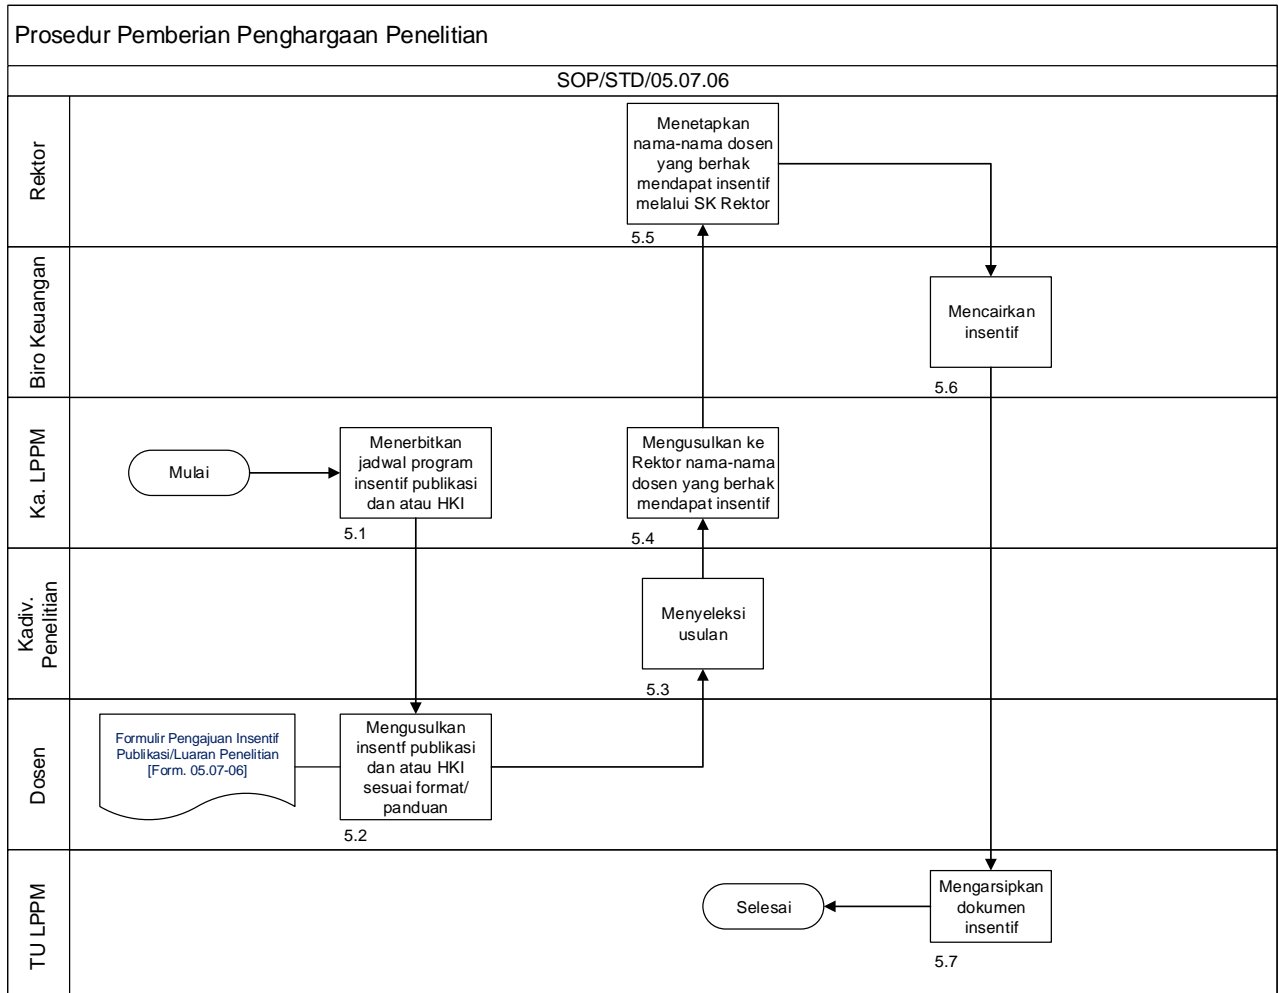 Prosedur Pemberian Penghargaan Penelitian
SOP/STD/05.07.06
Rektor
Menetapkan
nama-nama dosen
yang berhak
mendapat insentif
melalui SK Rektor
5.5
Biro Keuangan
Mencairkan
insentif
5.6
Ka. LPPM
Mulai
Menerbitkan
jadwal program
insentif publikasi
dan atau HKI
5.1
Mengusulkan ke
Rektor nama-nama
dosen yang berhak
mendapat insentif
5.4
Kadiv.
Penelitian
Menyeleksi
usulan
5.3
Dosen
Formulir Pengajuan Insentif
Publikasi/Luaran Penelitian
[Form. 05.07-06]
Mengusulkan
insentf publikasi
dan atau HKI
sesuai format/
panduan
5.2
TU LPPM
Selesai
Mengarsipkan
dokumen
insentif
5.7